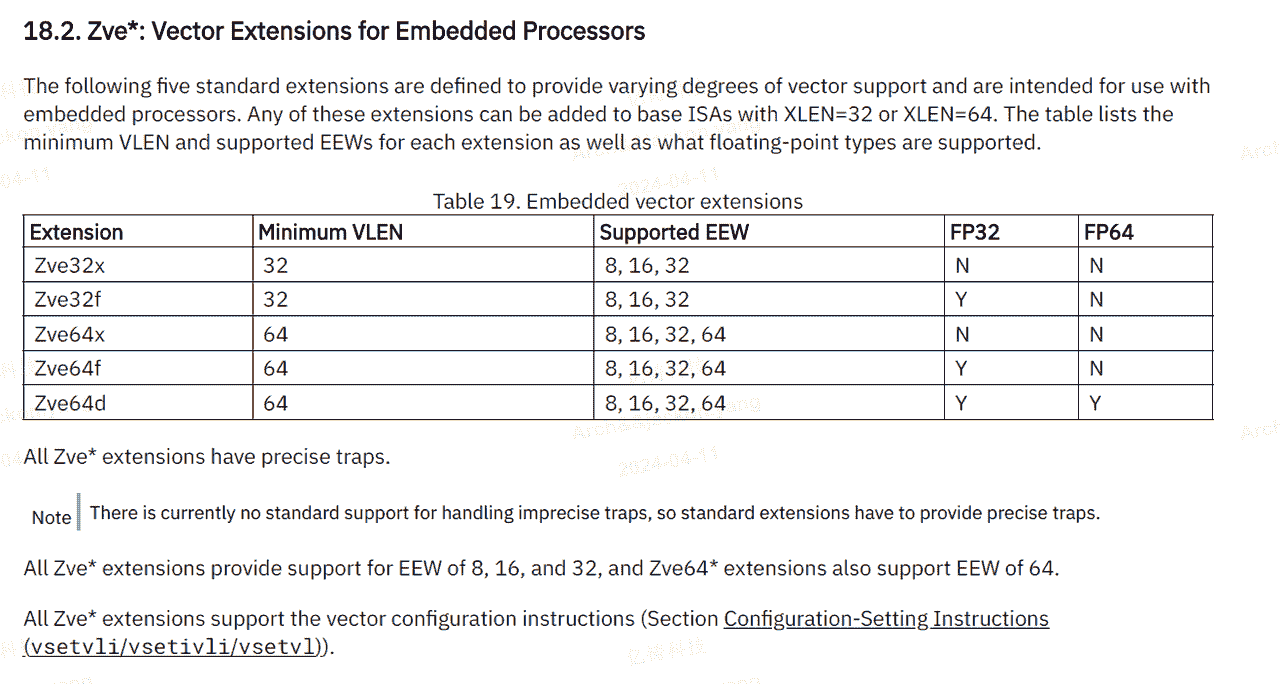 18.2. Zve*: Vector Extensions for Embedded Processors
The following five standard extensions are defined to provide varying degrees of vector support and are intended for use with
embedded processors. Any of these extensions can be added to base ISAs with XLEN=32 or XLEN=64. The table lists the
minimum VLEN and supported EEWs for each extension as well as what floating-point types are supported.
04-11
2024-04-11
Table 19. Embedded vector extensions
Extension Minimum VLEN Supported EEW FP32 FP64
Zve32x 32 8, 16, 32 N N
Zve32f 32 8, 16, 32 Y N
Zve64x 64 8, 16, 32, 64 N N
Zve64f 64 8, 16, 32, 64 Y N
Zve64d 64 8, 16, 32, 64 Y Y
All Zve* extensions have precise traps.
2024-04-11
Note There is currently no standard support for handling imprecise traps, so standard extensions have to provide precise traps.
All Zve* extensions provide support for EEW of 8, 16, and 32, and Zve64* extensions also support EEW of 64.
All Zve* extensions support the vector configuration instructions (Section Configuration-Setting Instructions
(vsetvli/vsetivli/vsetvl)).